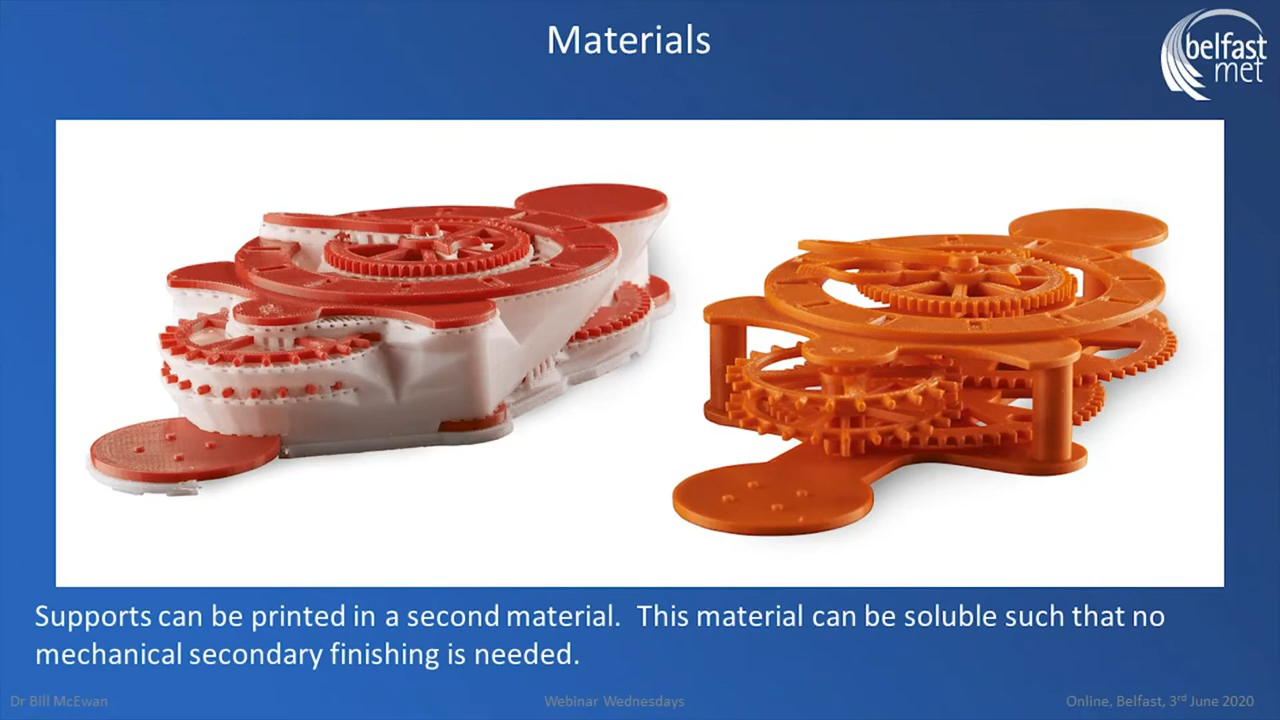 Materials
belfast
met
Supports can be printed in a second material.  This material can be soluble such that no
mechanical secondary finishing is needed.
Dr Bill McEwan
Webinar Wednesdays
Online, Belfast, 3rd June 2020